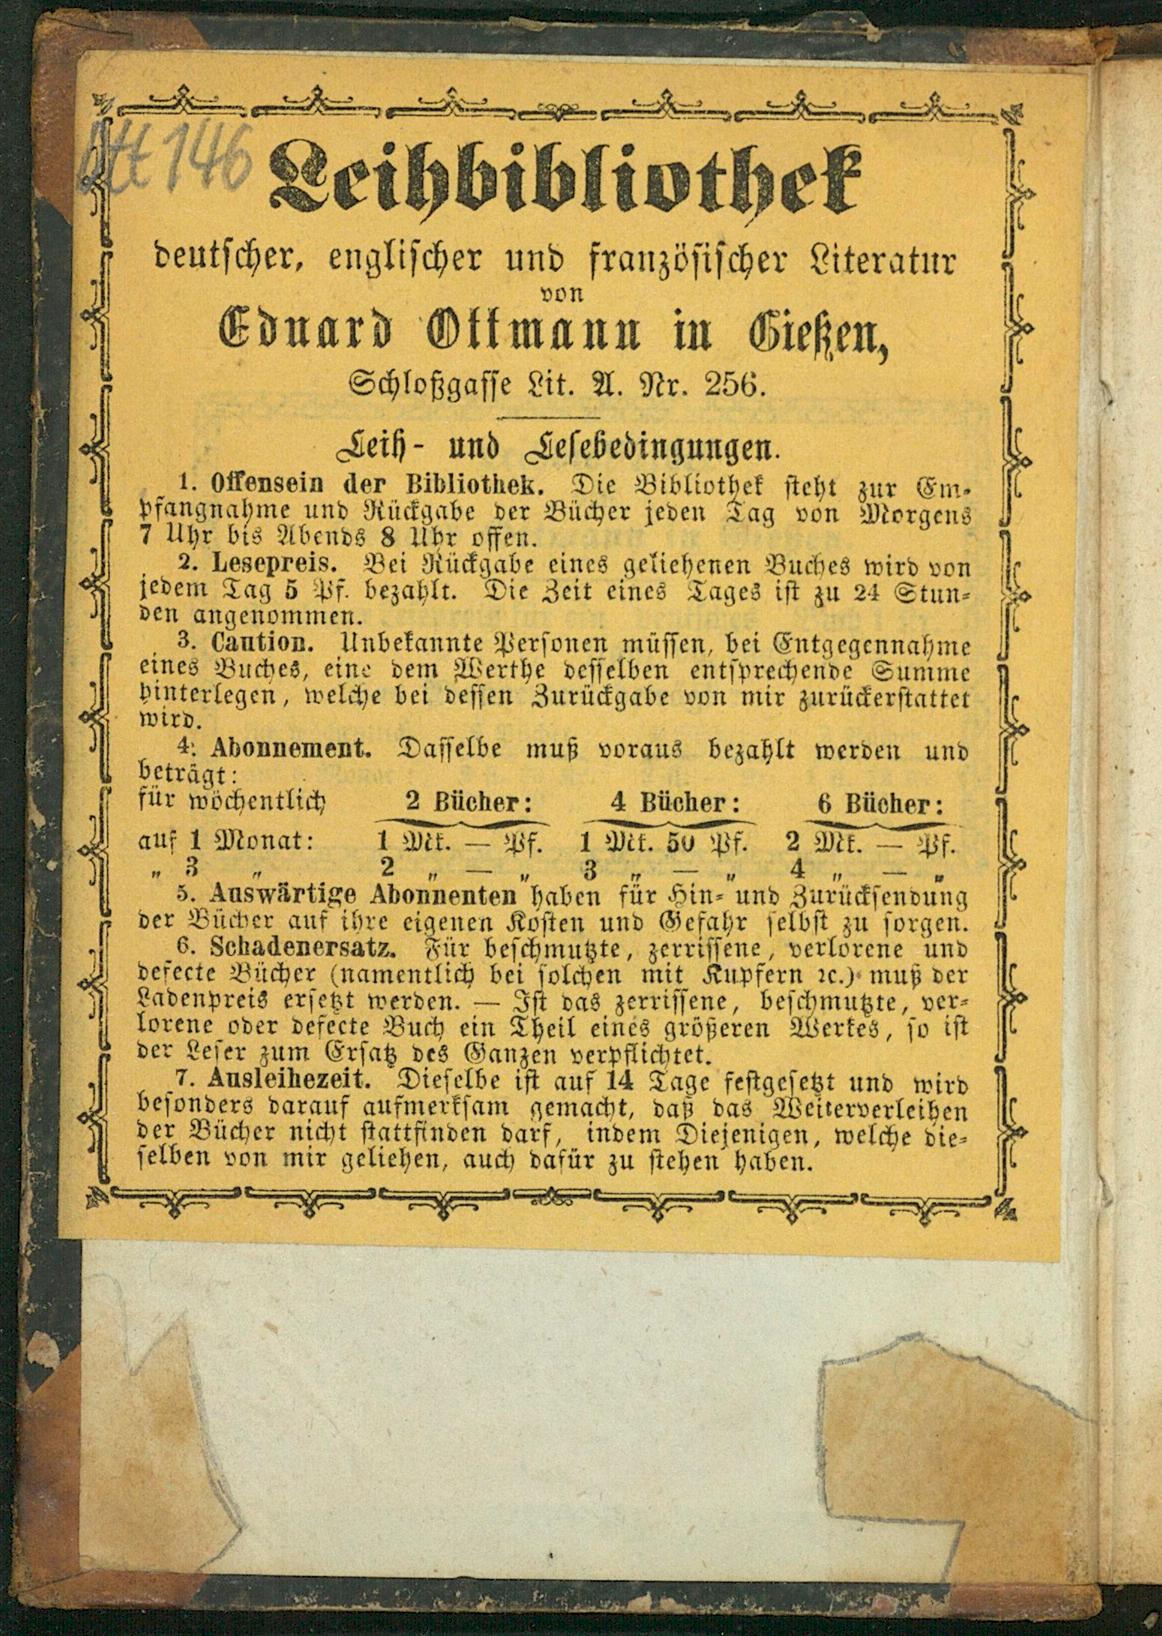 Ott 146
Leihbibliothek
deutscher, englischer und französischer Literatur
von
Eduard Ottmann in Gießen,
Schloßgasse Lit. A. Nr. 256.
Leih- und Lesebedingungen.
1. Offensein der Bibliothek. Die Bibliothek steht zur Em-
pfangnahme und Rückgabe der Bücher jeden Tag von Morgens
7 Uhr bis Abends 8 Uhr offen.
2. Lesepreis. Bei Rückgabe eines geliehenen Buches wird von
jedem Tag 5 Pf. bezahlt. Die Zeit eines Tages ist zu 24 Stun-
den angenommen.
3. Caution. Unbekannte Personen müssen, bei Entgegennahme
eines Buches, eine dem Werthe desselben entsprechende Summe
hinterlegen, welche bei dessen Zurückgabe von mir zurückerstattet
wird.
4. Abonnement. Dasselbe muß voraus bezahlt werden und
beträgt:
für wöchentlich 2 Bücher: 4 Bücher: 6 Bücher:
auf 1 Monat: 1 Mk. — Pf. 1 Mk. 50 Pf. 2 Mk. — Pf.
„ 3 „ 2 „ — „ 3 „ — „ 4 „ — „
5. Auswärtige Abonnenten haben für Hin- und Zurücksendung
der Bücher auf ihre eigenen Kosten und Gefahr selbst zu sorgen.
6. Schadenersatz. Für beschmutzte, zerrissene, verlorene und
defecte Bücher (namentlich bei solchen mit Kupfern ꝛc.) muß der
Ladenpreis ersetzt werden. — Ist das zerrissene, beschmutzte, ver-
lorene oder defecte Buch ein Theil eines größeren Werkes, so ist
der Leser zum Ersatz des Ganzen verpflichtet.
7. Ausleihezeit. Dieselbe ist auf 14 Tage festgesetzt und wird
besonders darauf aufmerksam gemacht, daß das Weiterverleihen
der Bücher nicht stattfinden darf, indem Diejenigen, welche die-
selben von mir geliehen, auch dafür zu stehen haben.